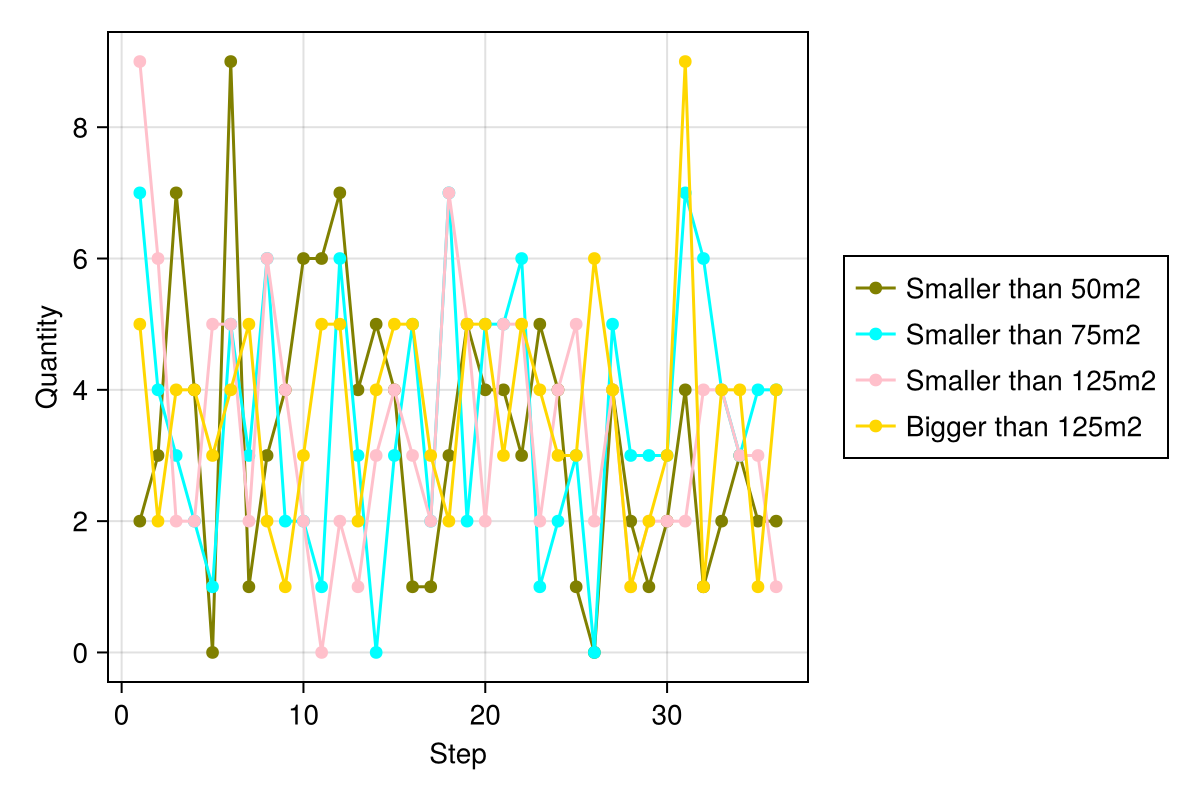 8
6
4
2
0
Quantity
0 10 20 30
Step
Smaller than 50m2
Smaller than 75m2
Smaller than 125m2
Bigger than 125m2